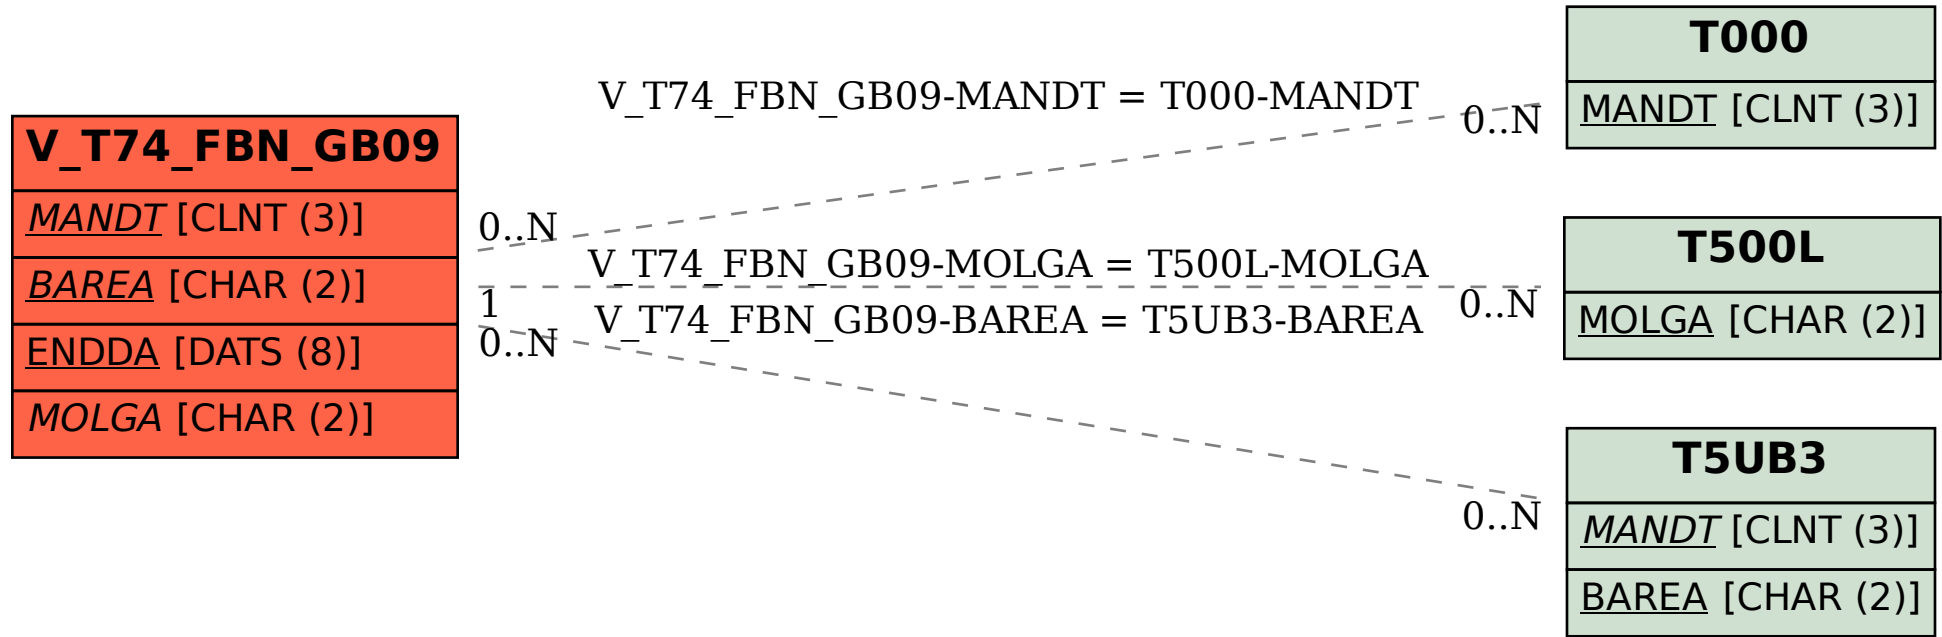 V_T74_FBN_GB09
MANDT [CLNT (3)]
BAREA [CHAR (2)]
ENDDA [DATS (8)]
MOLGA [CHAR (2)]
V_T74_FBN_GB09-MANDT = T000-MANDT
0..N
0..N
V_T74_FBN_GB09-MOLGA = T500L-MOLGA
1
0..N
V_T74_FBN_GB09-BAREA = T5UB3-BAREA
0..N
0..N
T000
MANDT [CLNT (3)]
T500L
MOLGA [CHAR (2)]
T5UB3
MANDT [CLNT (3)]
BAREA [CHAR (2)]